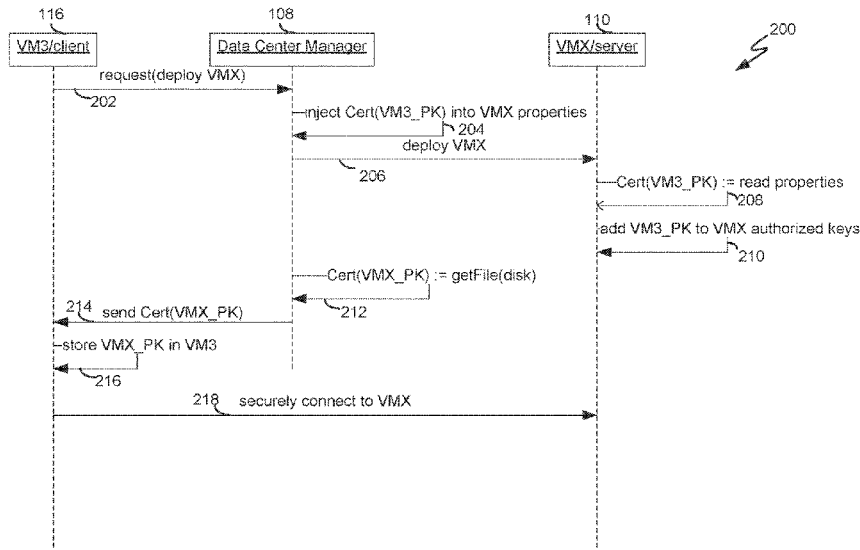 116
108
110
200
VM3/client
Data Center Manager
VMX/server
request(deploy VMX)
202
inject Cert(VM3_PK) into VMX properties
204
deploy VMX
206
Cert(VM3_PK) := read properties
208
add VM3_PK to VMX authorized keys
210
Cert(VMX_PK) := getFile(disk)
212
214
send Cert(VMX_PK)
store VMX_PK in VM3
216
218
securely connect to VMX